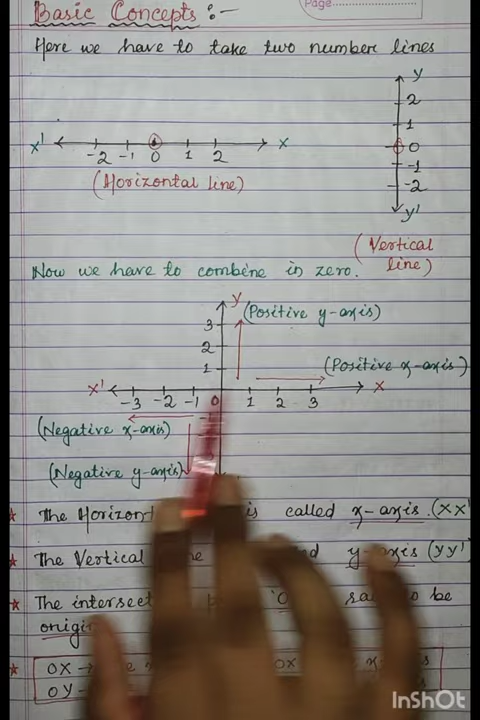 Basic Concepts :-
Page
Here we have to take two number lines
y
2
1
x' -2 -1 0 1 2 x
0
-1
-2
y'
(Horizontal line)
(Vertical line)
Now we have to combine in zero.
y
(Positive y-axis)
3
2
1
(Positive x-axis)
x' -3 -2 -1 0 1 2 3 x
(Negative x-axis)
(Negative y-axis)
* The is called x-axis. (XX'
* The Vertical y-axis (YY'
* The 'O be
* OX →
OY →
InShOt